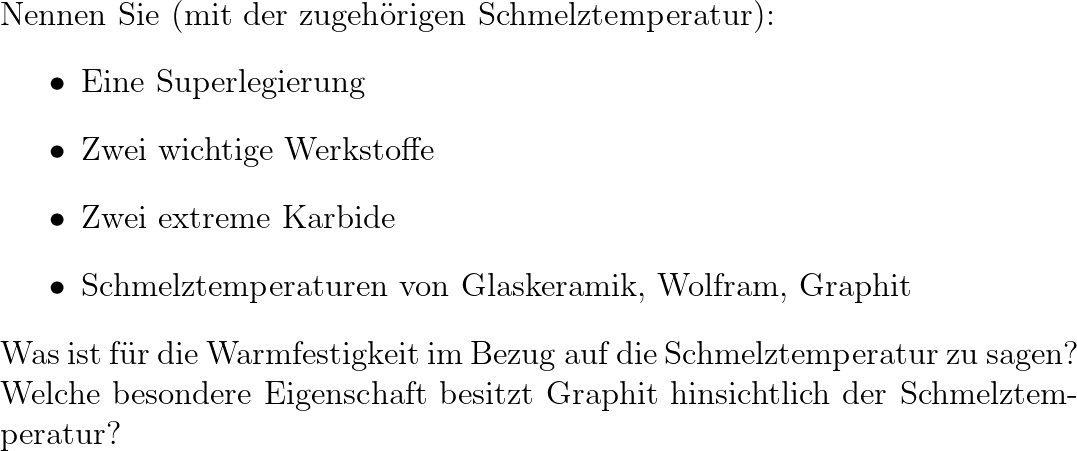 Nennen Sie (mit der zugehörigen Schmelztemperatur):
• Eine Superlegierung
• Zwei wichtige Werkstoffe
• Zwei extreme Karbide
• Schmelztemperaturen von Glaskeramik, Wolfram, Graphit
Was ist für die Warmfestigkeit im Bezug auf die Schmelztemperatur zu sagen?
Welche besondere Eigenschaft besitzt Graphit hinsichtlich der Schmelztem-
peratur?